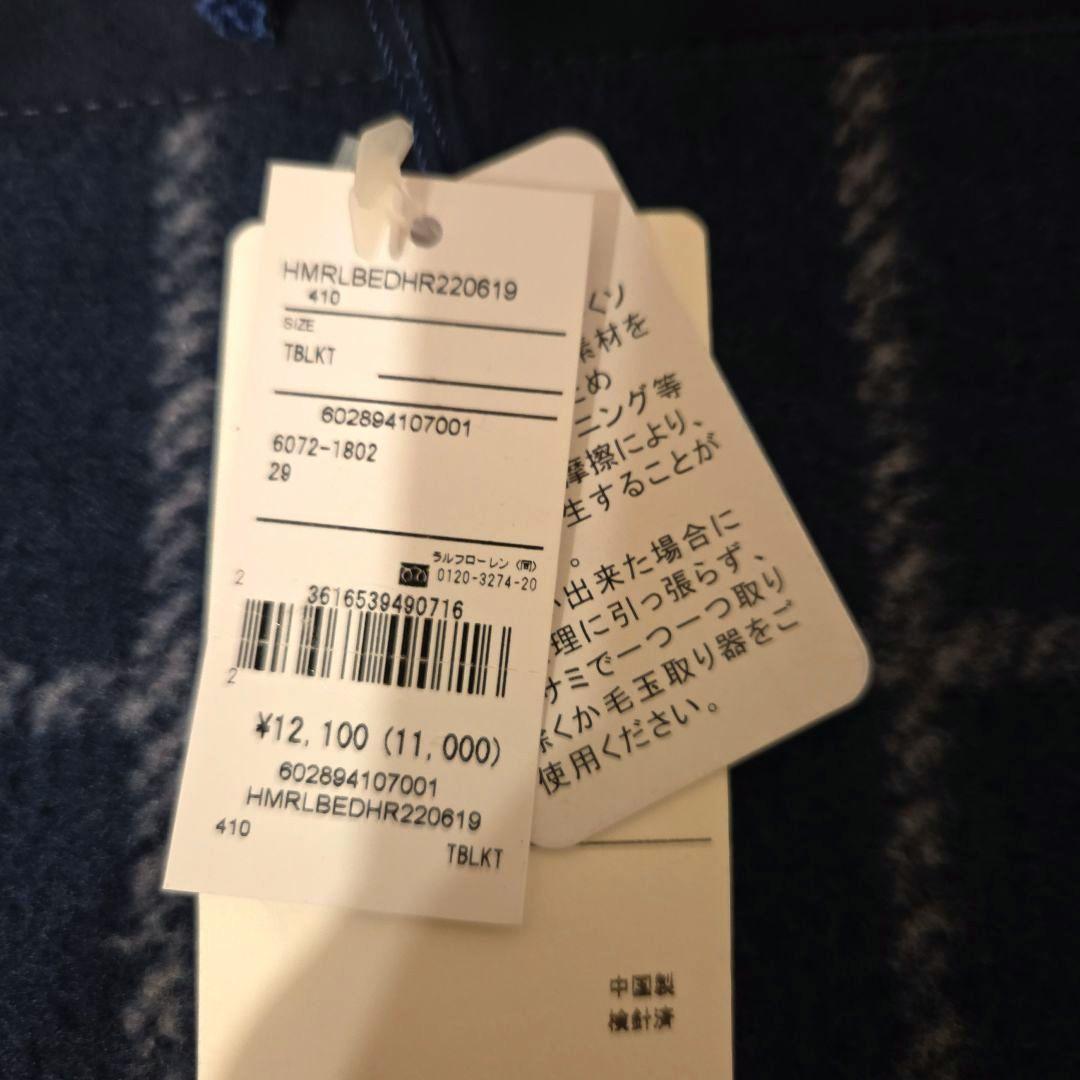 HMRLBEDHR220619
410
SIZE
TBLKT
602894107001
6072-1802
29
ラルフローレン〈問〉
0120-3274-20
2
3616539490716
2
¥12,100 (11,000)
602894107001
HMRLBEDHR220619
410
TBLKT
くソ
素材を
ため
ニング等
摩擦により、
生することが
。
出来た場合に
理に引っ張らず、
サミで一つ一つ取り
除くか毛玉取り器をご
使用ください。
中国製
検針済